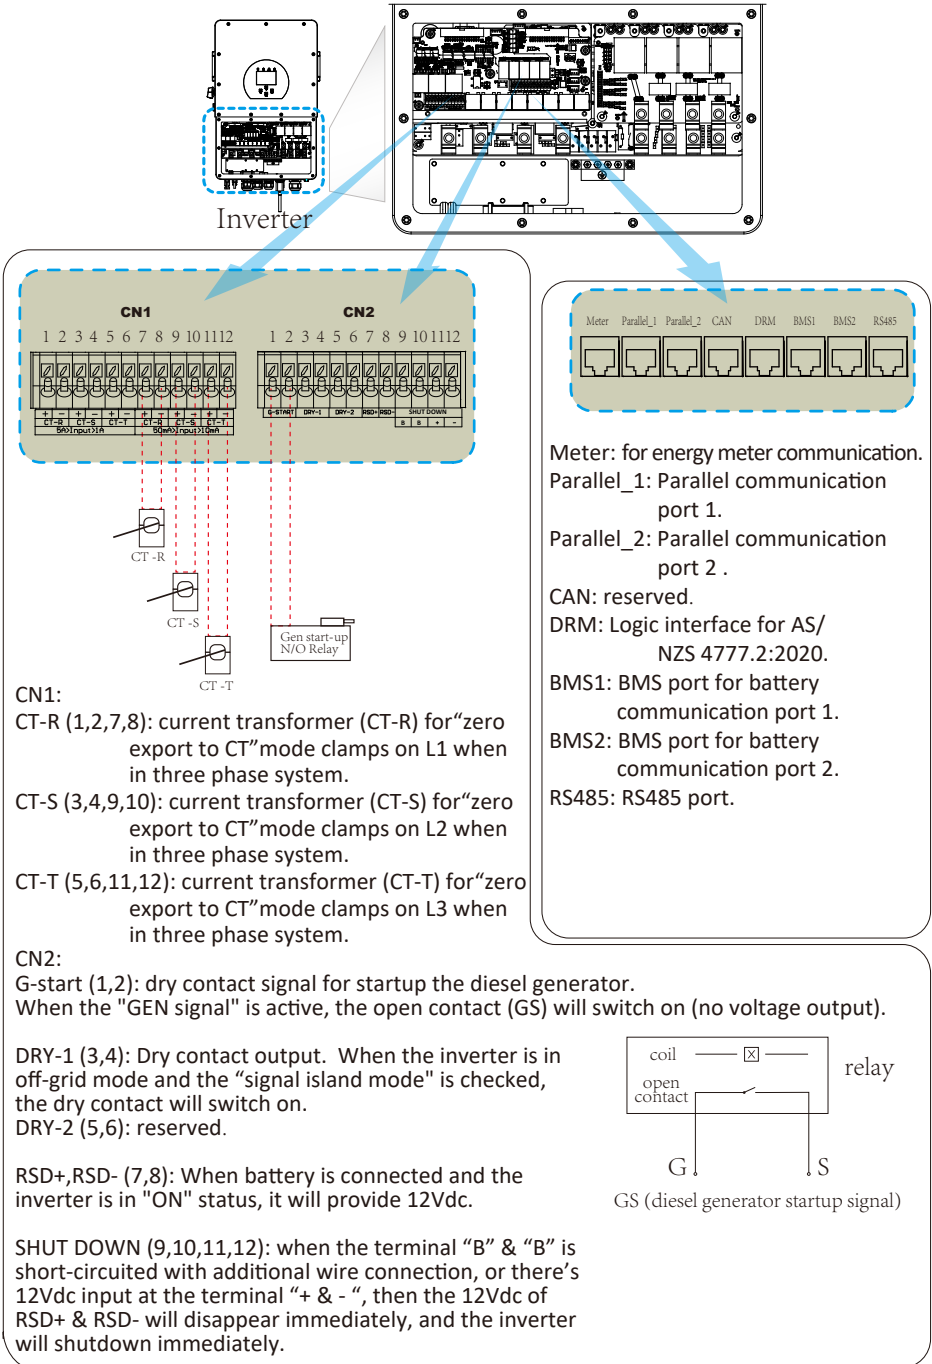 Inverter
CN1
CN2
1 2 3 4 5 6 7 8 9 10 11 12
1 2 3 4 5 6 7 8 9 10 11 12
G-START DRY-1 DRY-2 RSD+ RSD- SHUT DOWN
B B + -
+ - + - + - + - + - + -
CT-R CT-S CT-T CT-R CT-S CT-T
5A>Input>1A 50mA>Input>10mA
CT -R
CT -S
CT -T
Gen start-up
N/O Relay
Meter Parallel_1 Parallel_2 CAN DRM BMS1 BMS2 RS485
Meter: for energy meter communication.
Parallel_1: Parallel communication
port 1.
Parallel_2: Parallel communication
port 2 .
CAN: reserved.
DRM: Logic interface for AS/
NZS 4777.2:2020.
BMS1: BMS port for battery
communication port 1.
BMS2: BMS port for battery
communication port 2.
RS485: RS485 port.
CN1:
CT-R (1,2,7,8): current transformer (CT-R) for“zero
export to CT”mode clamps on L1 when
in three phase system.
CT-S (3,4,9,10): current transformer (CT-S) for“zero
export to CT”mode clamps on L2 when
in three phase system.
CT-T (5,6,11,12): current transformer (CT-T) for“zero
export to CT”mode clamps on L3 when
in three phase system.
CN2:
G-start (1,2): dry contact signal for startup the diesel generator.
When the "GEN signal" is active, the open contact (GS) will switch on (no voltage output).
DRY-1 (3,4): Dry contact output. When the inverter is in
off-grid mode and the “signal island mode" is checked,
the dry contact will switch on.
DRY-2 (5,6): reserved.
RSD+,RSD- (7,8): When battery is connected and the
inverter is in "ON" status, it will provide 12Vdc.
SHUT DOWN (9,10,11,12): when the terminal “B” & “B” is
short-circuited with additional wire connection, or there’s
12Vdc input at the terminal “+ & - “, then the 12Vdc of
RSD+ & RSD- will disappear immediately, and the inverter
will shutdown immediately.
coil
open
contact
relay
G
S
GS (diesel generator startup signal)